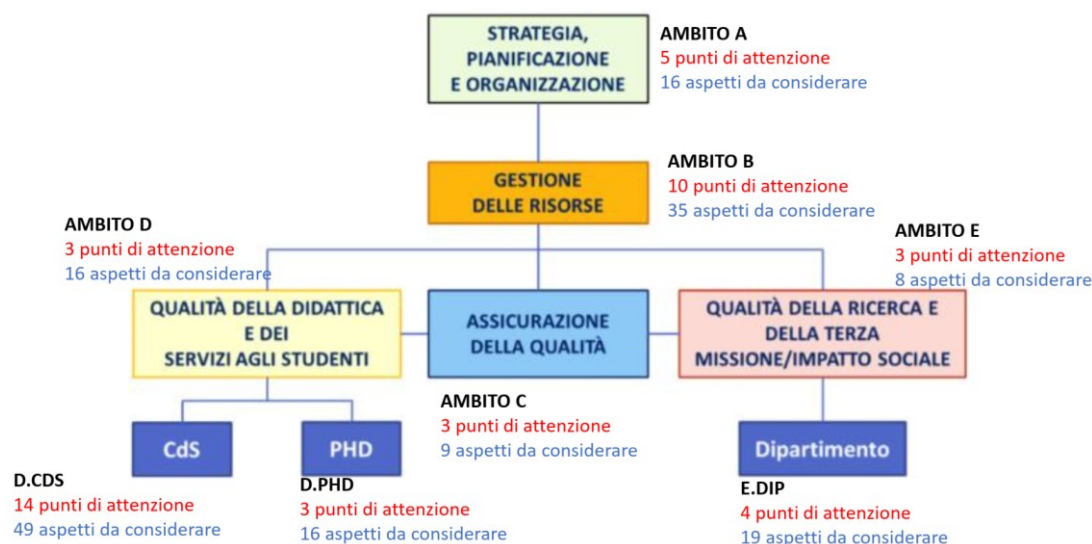 STRATEGIA,
PIANIFICAZIONE
E ORGANIZZAZIONE
AMBITO A
5 punti di attenzione
16 aspetti da considerare
GESTIONE
DELLE RISORSE
AMBITO B
10 punti di attenzione
35 aspetti da considerare
AMBITO D
3 punti di attenzione
16 aspetti da considerare
AMBITO E
3 punti di attenzione
8 aspetti da considerare
QUALITÀ DELLA DIDATTICA
E DEI
SERVIZI AGLI STUDENTI
ASSICURAZIONE
DELLA QUALITÀ
QUALITÀ DELLA RICERCA E
DELLA TERZA
MISSIONE/IMPATTO SOCIALE
AMBITO C
3 punti di attenzione
9 aspetti da considerare
CdS
PHD
Dipartimento
D.CDS
14 punti di attenzione
49 aspetti da considerare
D.PHD
3 punti di attenzione
16 aspetti da considerare
E.DIP
4 punti di attenzione
19 aspetti da considerare